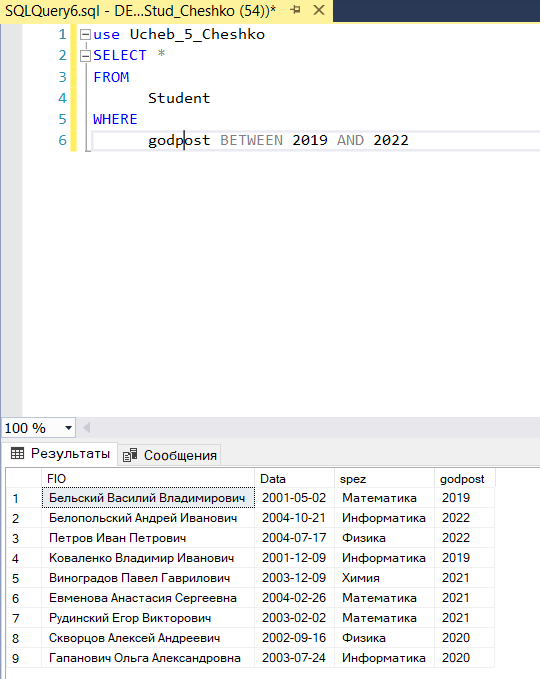 SQLQuery6.sql - DE...Stud_Cheshko (54))*
1 use Ucheb_5_Cheshko
2 SELECT *
3 FROM
4 Student
5 WHERE
6 godpost BETWEEN 2019 AND 2022
100 %
Результаты Сообщения
FIO Data spez godpost
1 Бельский Василий Владимирович 2001-05-02 Математика 2019
2 Белопольский Андрей Иванович 2004-10-21 Информатика 2022
3 Петров Иван Петрович 2004-07-17 Физика 2022
4 Коваленко Владимир Иванович 2001-12-09 Информатика 2019
5 Виноградов Павел Гаврилович 2003-12-09 Химия 2021
6 Евменова Анастасия Сергеевна 2004-02-26 Математика 2021
7 Рудинский Егор Викторович 2003-02-02 Математика 2021
8 Скворцов Алексей Андреевич 2002-09-16 Физика 2020
9 Гапанович Ольга Александровна 2003-07-24 Информатика 2020